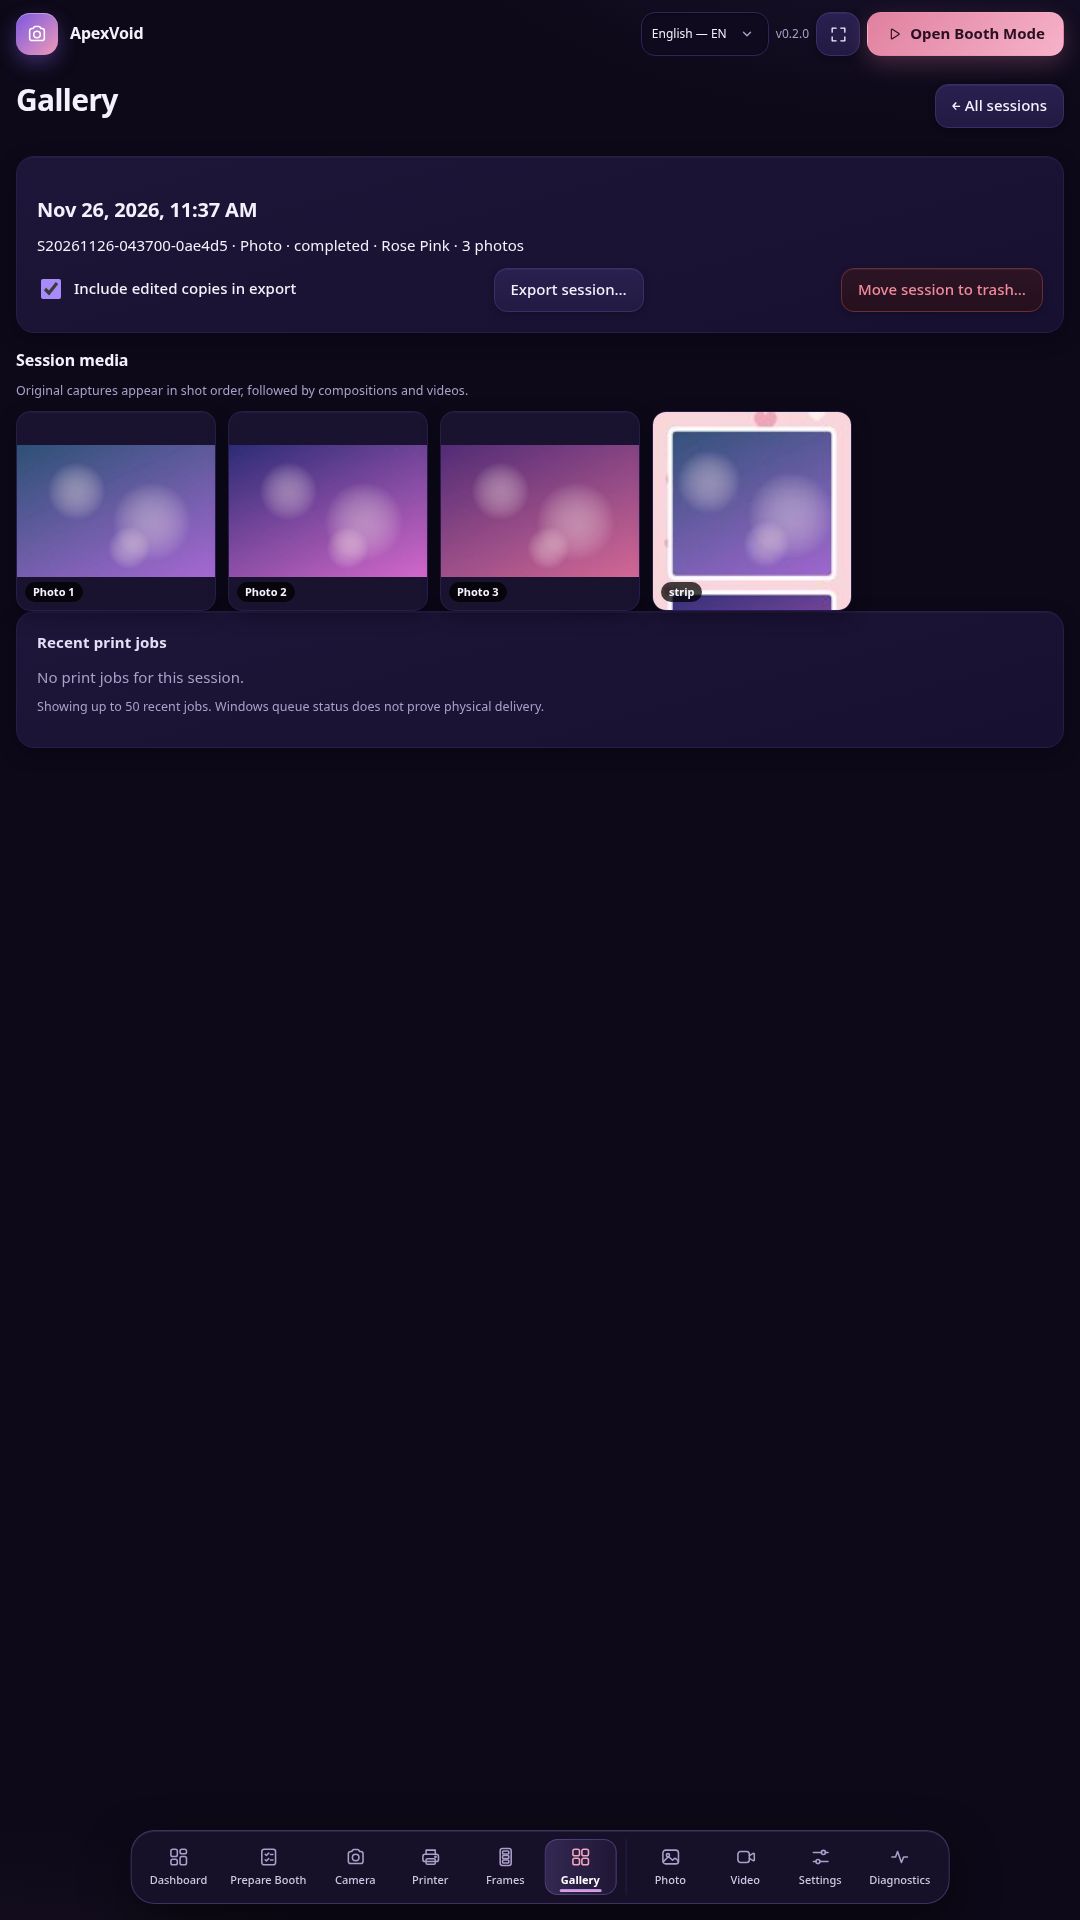 ApexVoid
English — EN
v0.2.0
Open Booth Mode
Gallery
← All sessions
Nov 26, 2026, 11:37 AM
S20261126-043700-0ae4d5 · Photo · completed · Rose Pink · 3 photos
Include edited copies in export
Export session...
Move session to trash...
Session media
Original captures appear in shot order, followed by compositions and videos.
Photo 1
Photo 2
Photo 3
strip
Recent print jobs
No print jobs for this session.
Showing up to 50 recent jobs. Windows queue status does not prove physical delivery.
Dashboard
Prepare Booth
Camera
Printer
Frames
Gallery
Photo
Video
Settings
Diagnostics